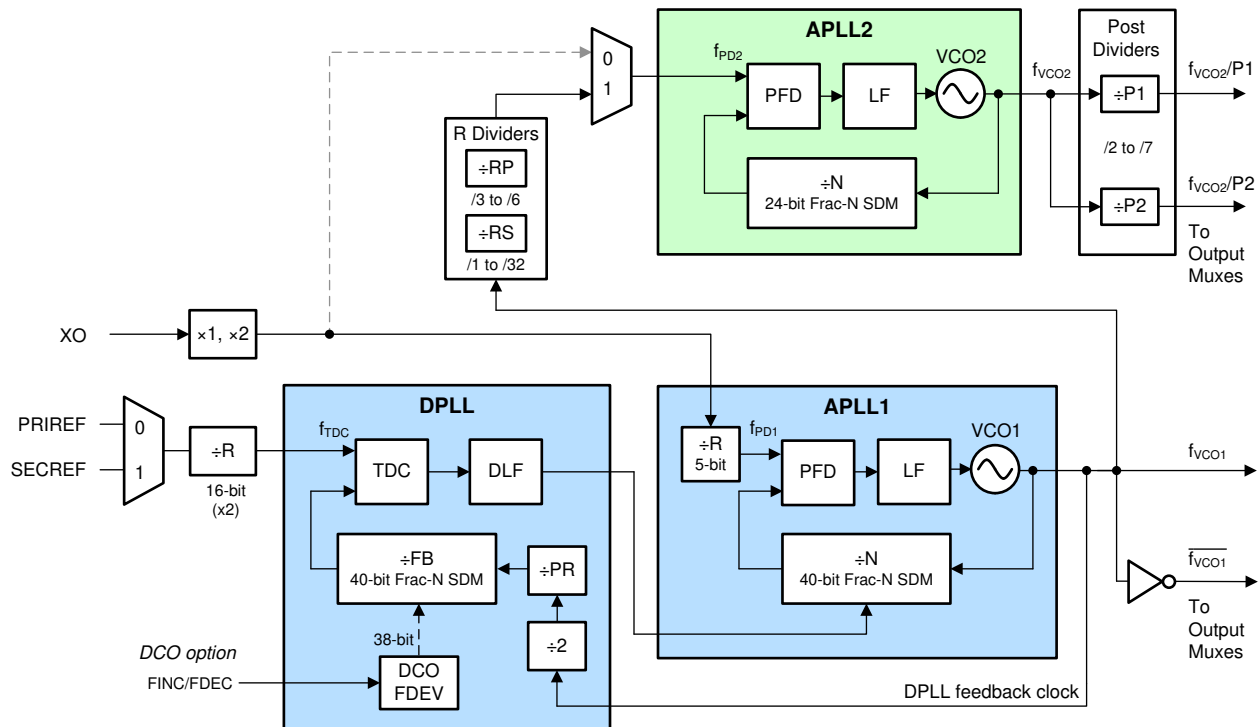 APLL2
Post
Dividers
0
1
fPD2
VCO2
fVCO2
fVCO2/P1
PFD
LF
÷P1
R Dividers
÷RP
/3 to /6
÷RS
/1 to /32
÷N
24-bit Frac-N SDM
/2 to /7
÷P2
fVCO2/P2
To
Output
Muxes
XO
×1, ×2
DPLL
APLL1
PRIREF
SECREF
0
1
÷R
16-bit
(x2)
fTDC
TDC
DLF
÷R
5-bit
fPD1
PFD
LF
VCO1
fVCO1
÷FB
40-bit Frac-N SDM
÷PR
÷N
40-bit Frac-N SDM
fVCO1
To
Output
Muxes
38-bit
÷2
DCO option
FINC/FDEC
DCO
FDEV
DPLL feedback clock